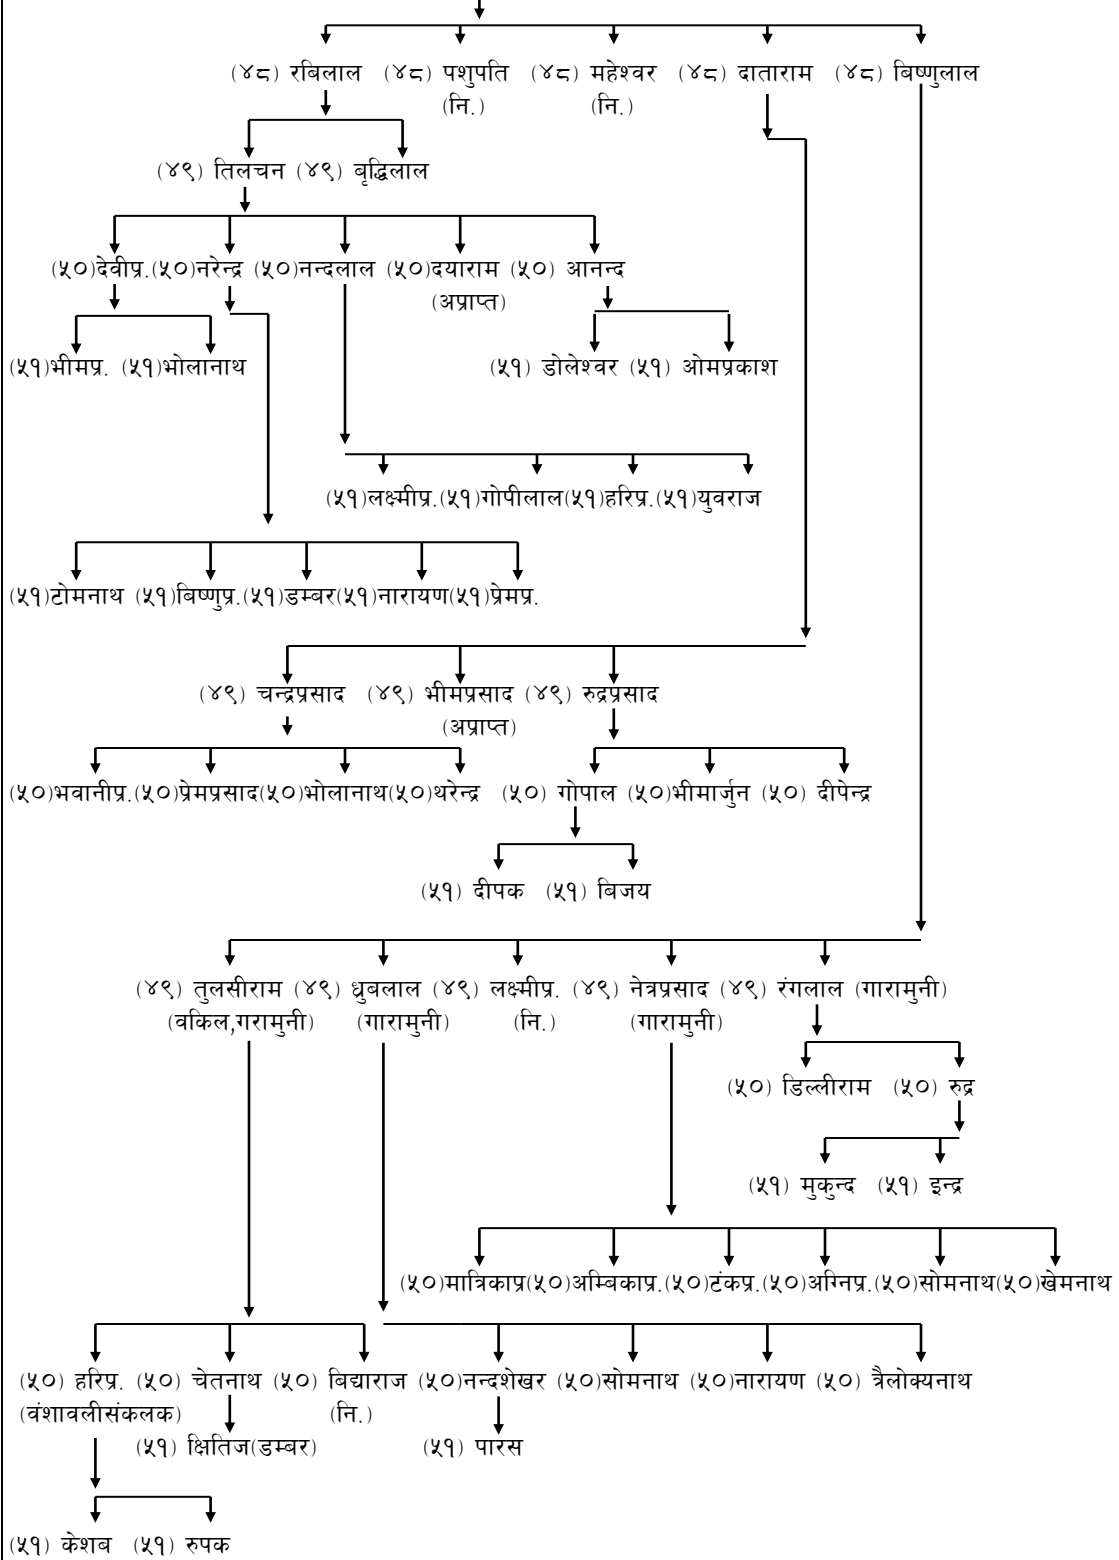 (४८) रबिलाल (४८) पशुपति (४८) महेश्वर (४८) दाताराम (४८) बिष्णुलाल
(नि.) (नि.)
(४९) तिलचन (४९) बृद्धिलाल
(५०)देवीप्र.(५०)नरेन्द्र (५०)नन्दलाल (५०)दयाराम (५०) आनन्द
(अप्राप्त)
(५१)भीमप्र. (५१)भोलानाथ (५१) डोलेश्वर (५१) ओमप्रकाश
(५१)लक्ष्मीप्र.(५१)गोपीलाल(५१)हरिप्र.(५१)युवराज
(५१)टोमनाथ (५१)बिष्णुप्र.(५१)डम्बर(५१)नारायण(५१)प्रेमप्र.
(४९) चन्द्रप्रसाद (४९) भीमप्रसाद (४९) रुद्रप्रसाद
(अप्राप्त)
(५०)भवानीप्र.(५०)प्रेमप्रसाद(५०)भोलानाथ(५०)थरेन्द्र (५०) गोपाल (५०)भीमार्जुन (५०) दीपेन्द्र
(५१) दीपक (५१) बिजय
(४९) तुलसीराम (४९) ध्रुबलाल (४९) लक्ष्मीप्र. (४९) नेत्रप्रसाद (४९) रंगलाल (गारामुनी)
(वकिल,गरामुनी) (गारामुनी) (नि.) (गारामुनी)
(५०) डिल्लीराम (५०) रुद्र
(५१) मुकुन्द (५१) इन्द्र
(५०)मात्रिकाप्र(५०)अम्बिकाप्र.(५०)टंकप्र.(५०)अग्निप्र.(५०)सोमनाथ(५०)खेमनाथ
(५०) हरिप्र. (५०) चेतनाथ (५०) बिद्याराज (५०)नन्दशेखर (५०)सोमनाथ (५०)नारायण (५०) त्रैलोक्यनाथ
(वंशावलीसंकलक) (नि.)
(५१) क्षितिज(डम्बर) (५१) पारस
(५१) केशब (५१) रुपक